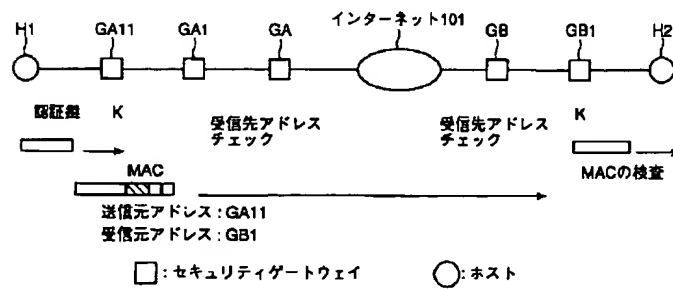 インターネット101
H1 GA11 GA1 GA GB GB1 H2
認証鍵 K
受信先アドレス
チェック
受信先アドレス
チェック
K
MAC
MACの検査
送信元アドレス:GA11
受信元アドレス:GB1
:セキュリティゲートウェイ :ホスト